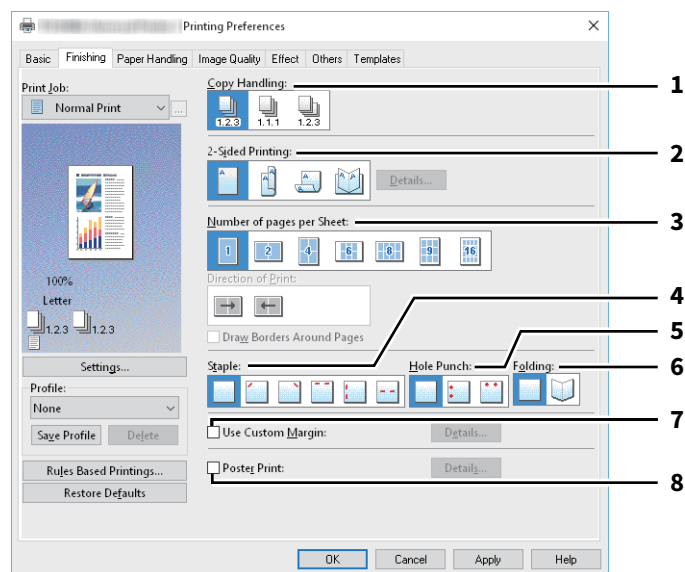 Printing Preferences
Basic Finishing Paper Handling Image Quality Effect Others Templates
Print Job:
Normal Print
...
100%
Letter
1.2.3 1.2.3
Settings...
Profile:
None
Save Profile Delete
Rules Based Printings...
Restore Defaults
Copy Handling:
1.2.3 1.1.1 1.2.3
2-Sided Printing:
A A A A A
Details...
Number of pages per Sheet:
1 2 4 6 8 9 16
Direction of Print:
Draw Borders Around Pages
Staple:
Hole Punch:
Folding:
Use Custom Margin:
Details...
Poster Print:
Details...
OK Cancel Apply Help
1
2
3
4
5
6
7
8